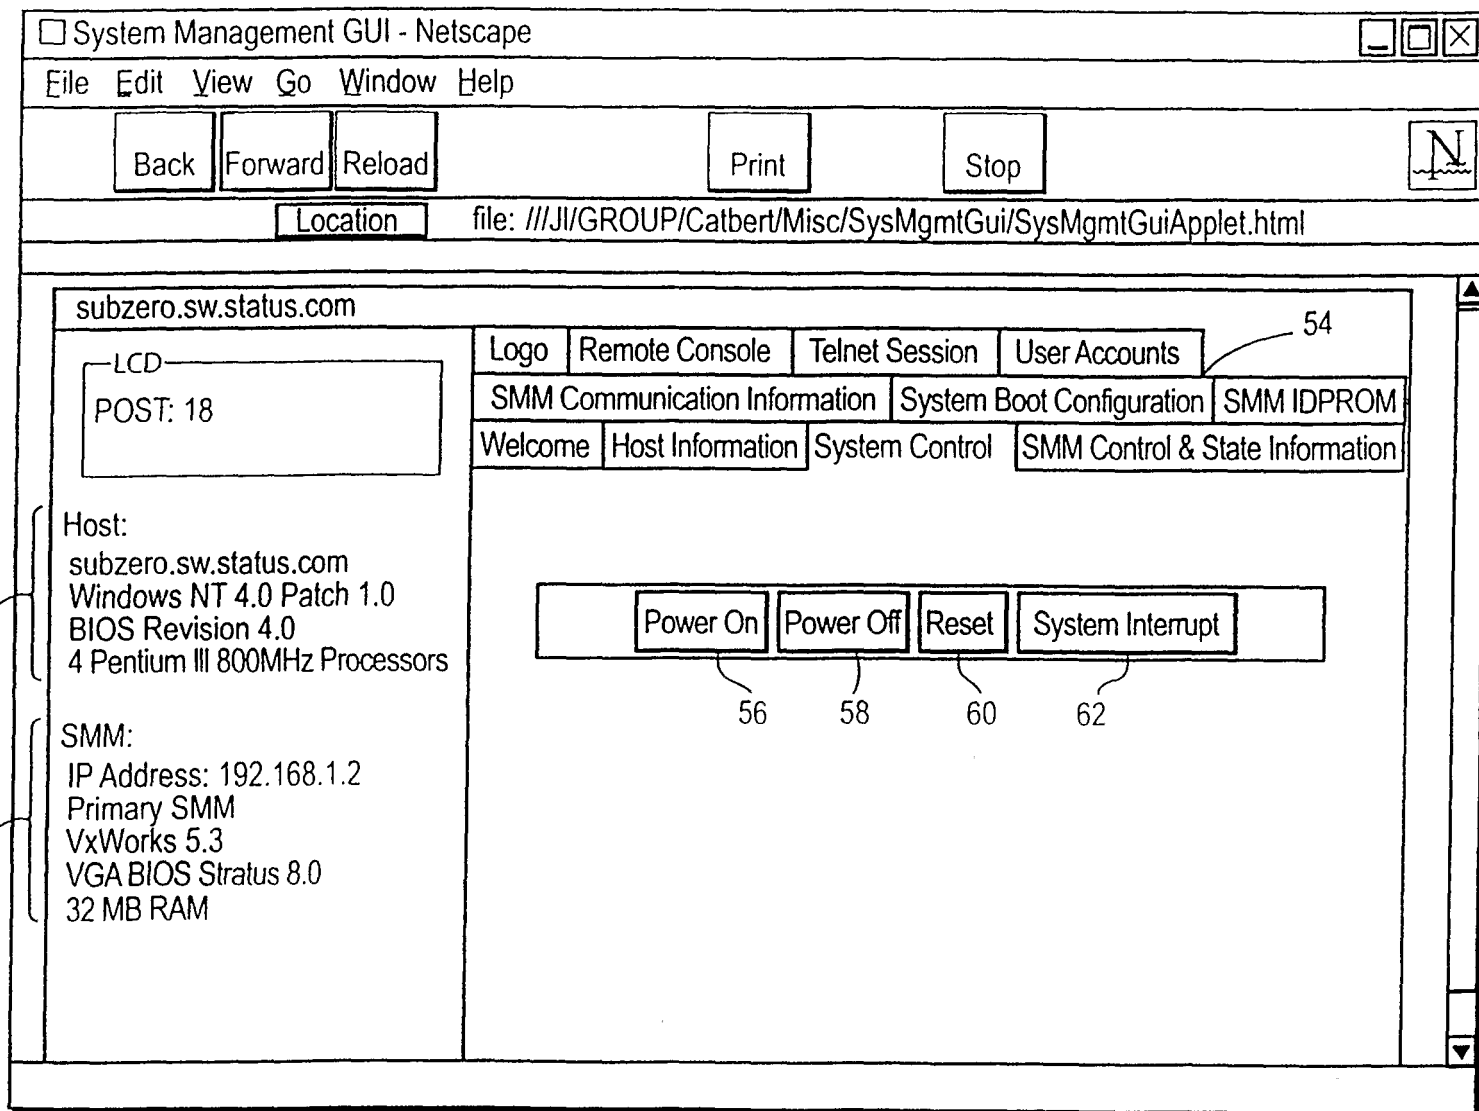 System Management GUI - Netscape
File Edit View Go Window Help
Back Forward Reload Print Stop N
Location file: ///JI/GROUP/Catbert/Misc/SysMgmtGui/SysMgmtGuiApplet.html
subzero.sw.status.com
54
Logo Remote Console Telnet Session User Accounts
LCD
POST: 18
SMM Communication Information System Boot Configuration SMM IDPROM
Welcome Host Information System Control SMM Control & State Information
Host:
subzero.sw.status.com
Windows NT 4.0 Patch 1.0
BIOS Revision 4.0
4 Pentium III 800MHz Processors
Power On Power Off Reset System Interrupt
56 58 60 62
SMM:
IP Address: 192.168.1.2
Primary SMM
VxWorks 5.3
VGA BIOS Stratus 8.0
32 MB RAM